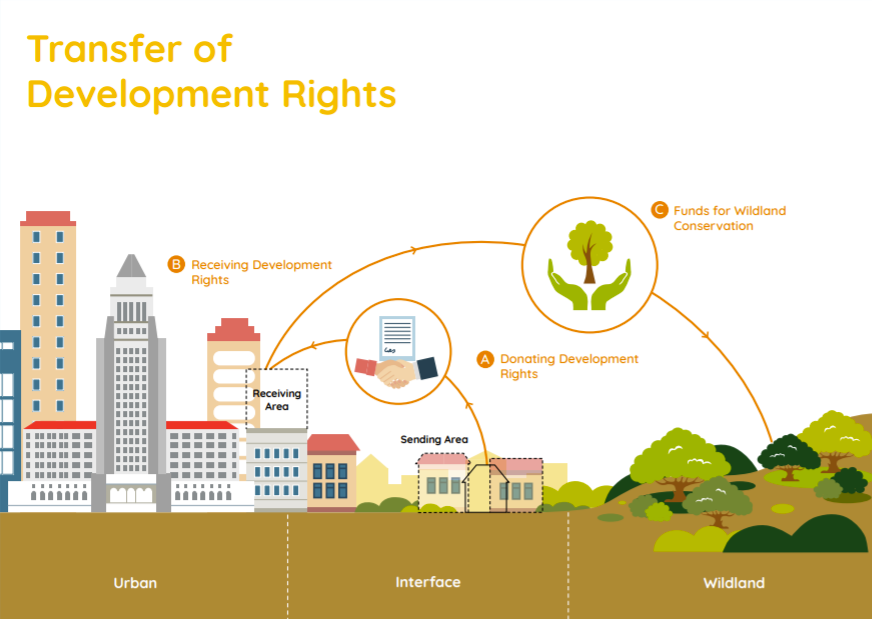 Transfer of
Development Rights
C Funds for Wildland
Conservation
B Receiving Development
Rights
A Donating Development
Rights
Receiving
Area
Sending Area
Urban
Interface
Wildland